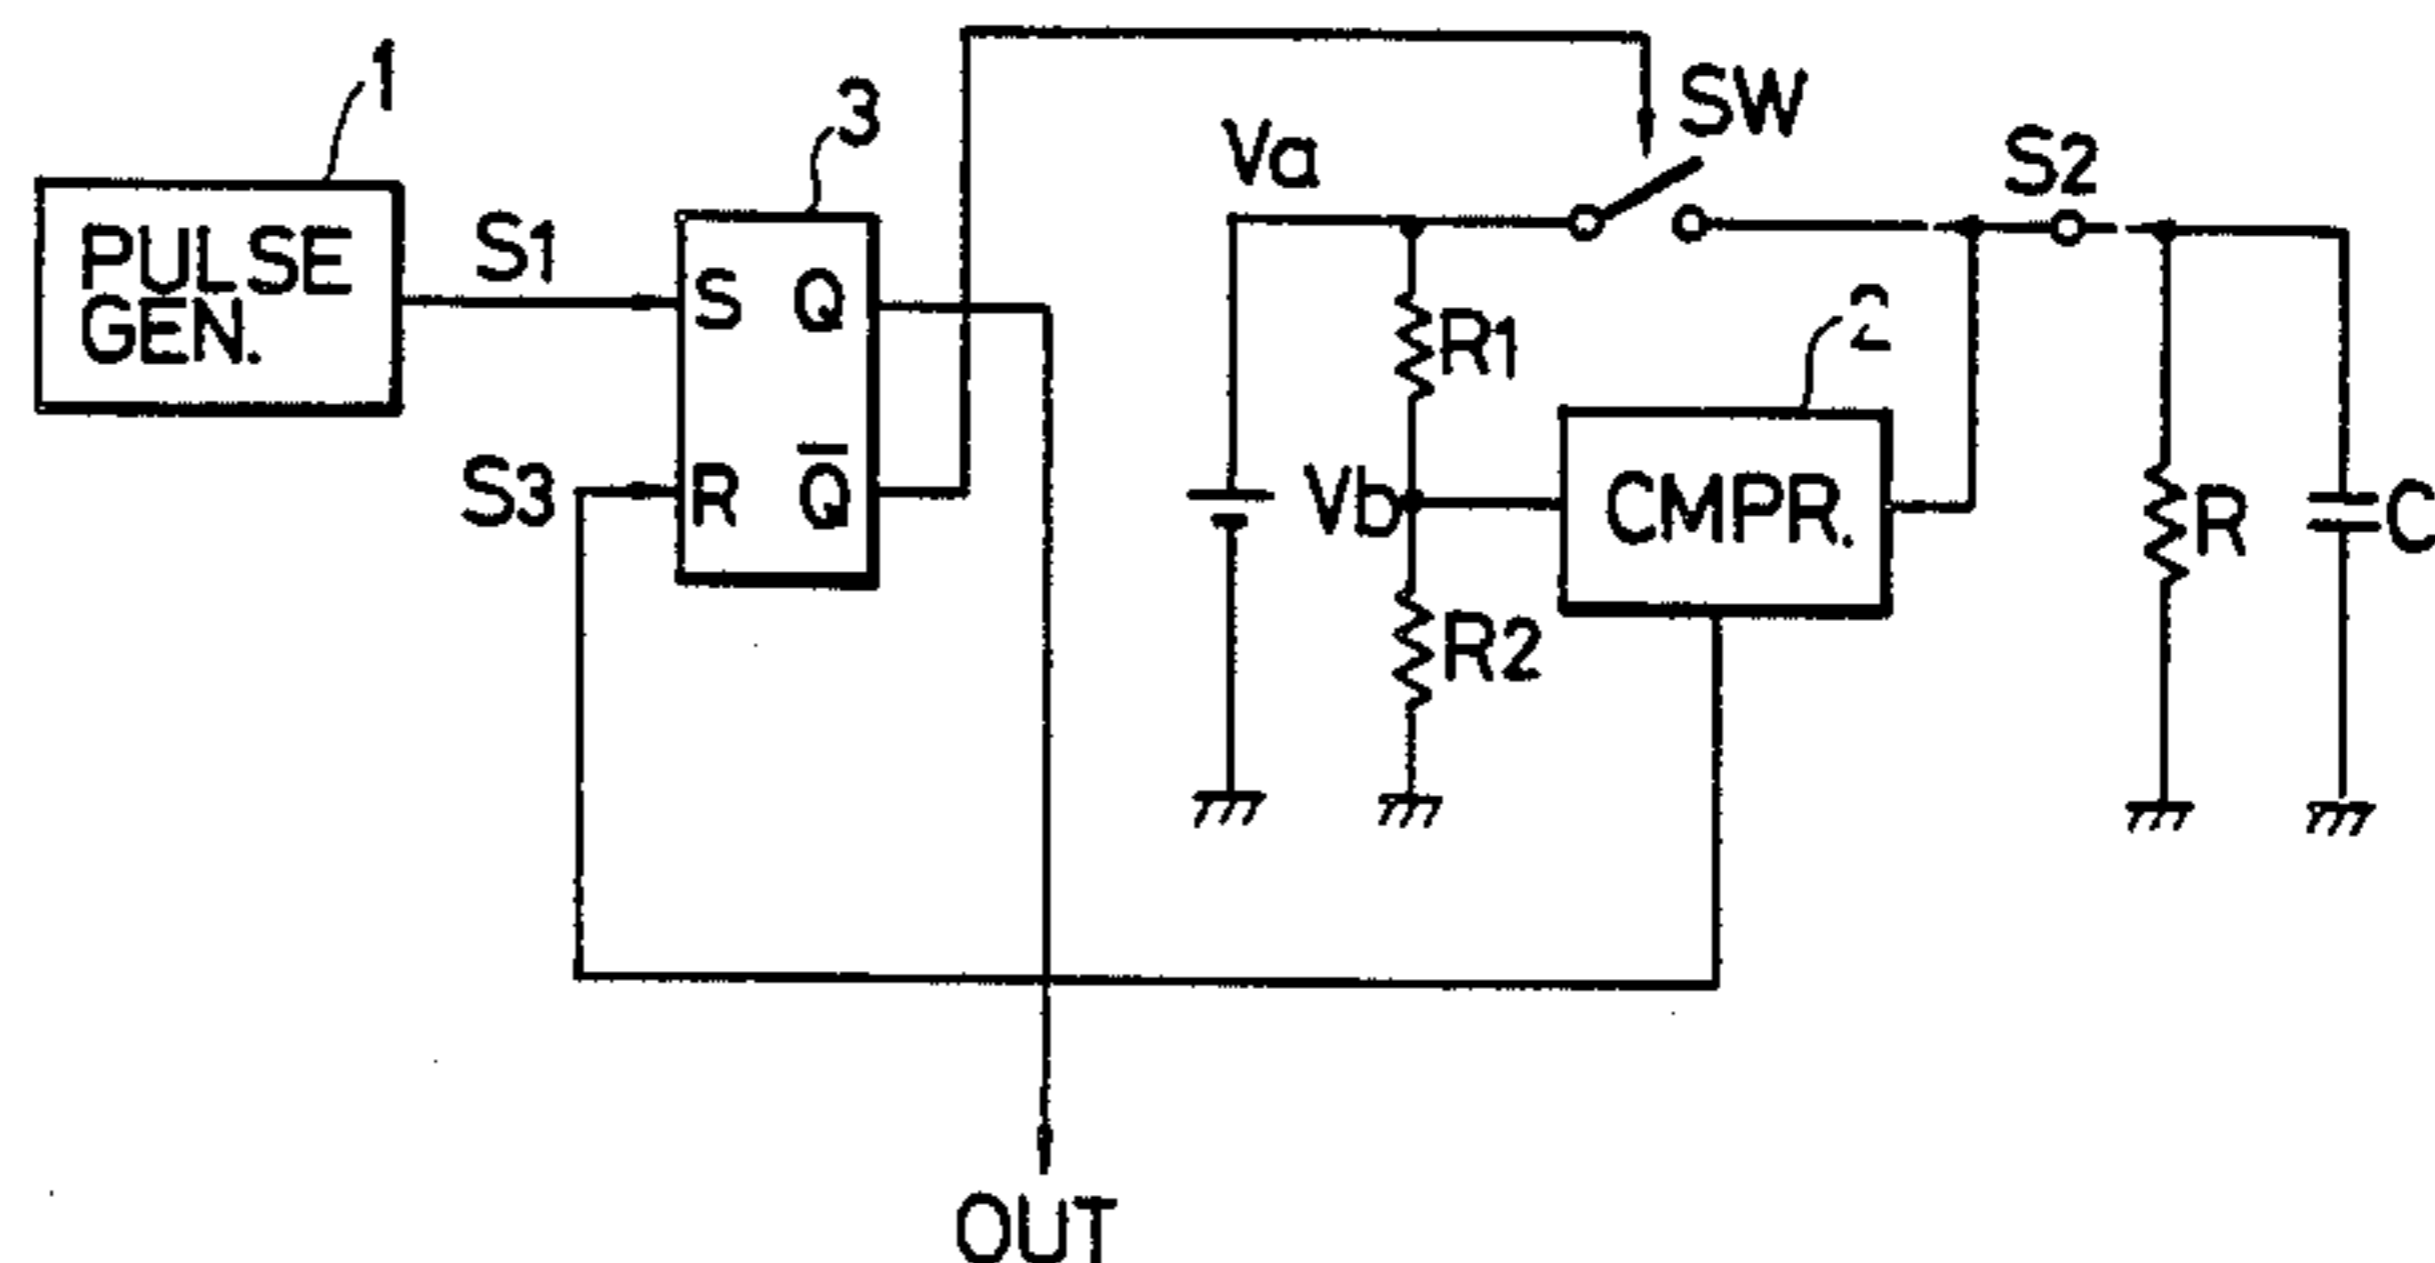 1
3
SW
Va
S2
PULSE
GEN.
S1
S
Q
R1
2
S3
R
Q̅
Vb
CMPR.
R
C
R2
OUT